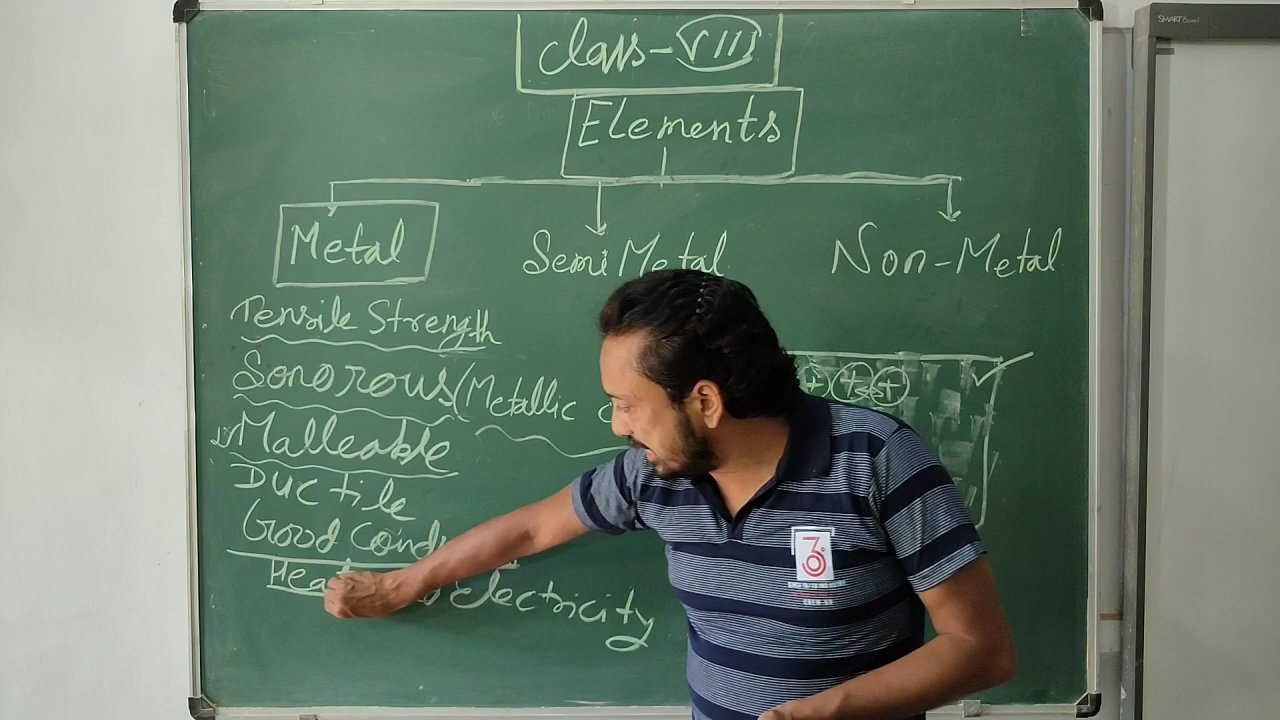 SMART Board
Class-VIII
Elements
Metal
Semi Metal
Non-Metal
Tensile Strength
Sonorous (Metallic
+ + +
Malleable
Ductile
Good Cond
Heat
electricity
3